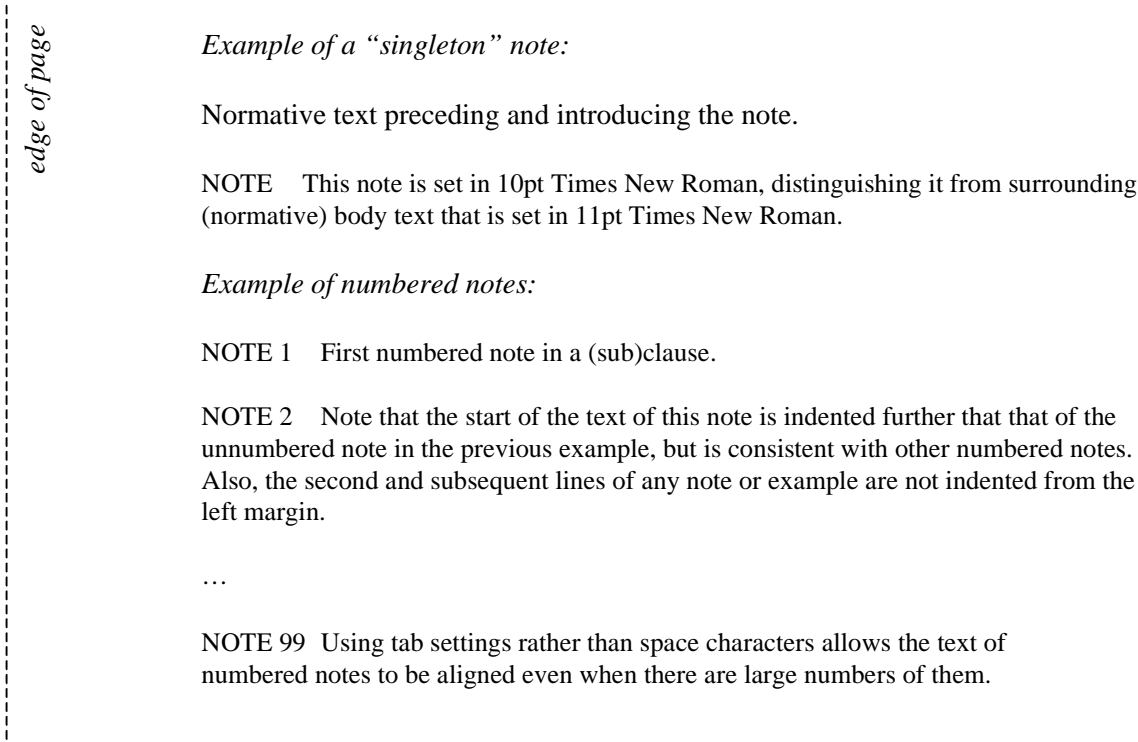 edge of page
Example of a “singleton” note:
Normative text preceding and introducing the note.
NOTE This note is set in 10pt Times New Roman, distinguishing it from surrounding
(normative) body text that is set in 11pt Times New Roman.
Example of numbered notes:
NOTE 1 First numbered note in a (sub)clause.
NOTE 2 Note that the start of the text of this note is indented further that that of the
unnumbered note in the previous example, but is consistent with other numbered notes.
Also, the second and subsequent lines of any note or example are not indented from the
left margin.
…
NOTE 99 Using tab settings rather than space characters allows the text of
numbered notes to be aligned even when there are large numbers of them.